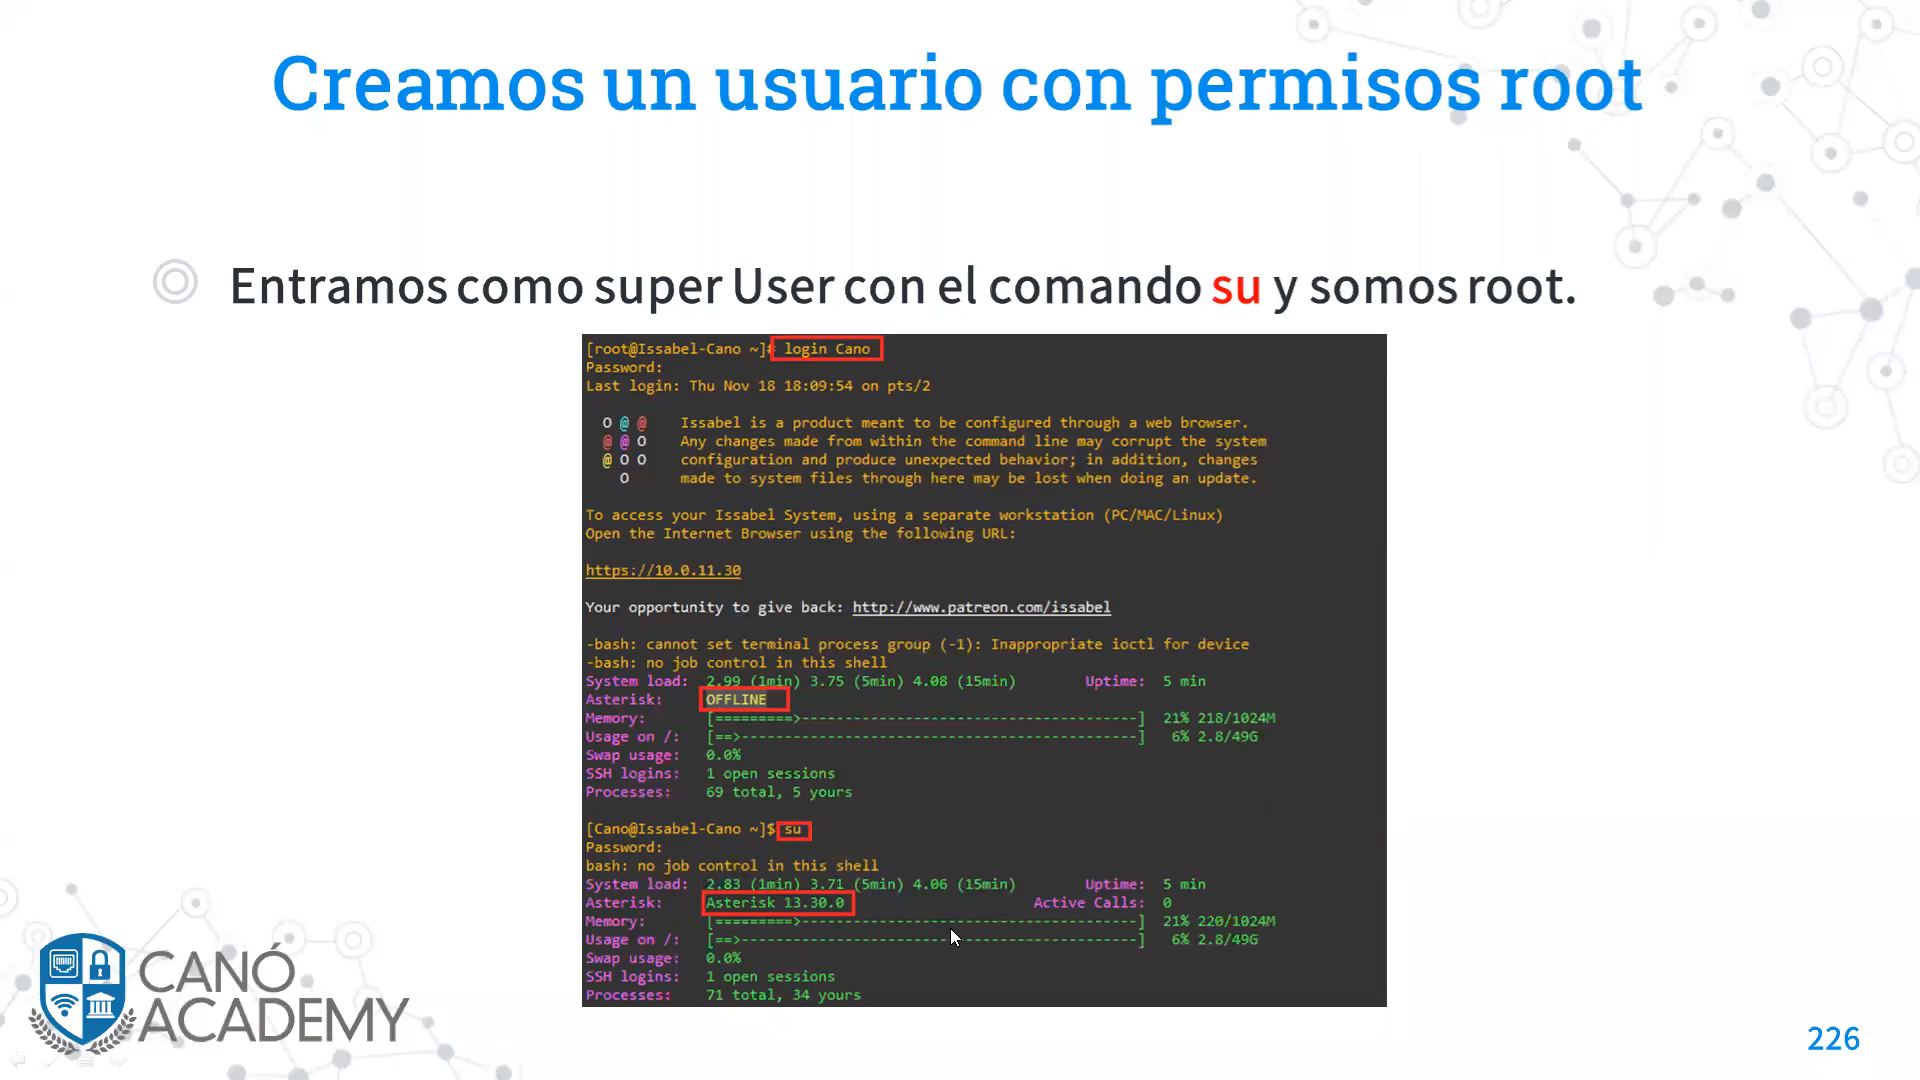 Creamos un usuario con permisos root
Entramos como super User con el comando su y somos root.
[root@Issabel-Cano ~]# login Cano
Password:
Last login: Thu Nov 18 18:09:54 on pts/2
O @ @ Issabel is a product meant to be configured through a web browser.
@ @ O Any changes made from within the command line may corrupt the system
@ O O configuration and produce unexpected behavior; in addition, changes
O made to system files through here may be lost when doing an update.
To access your Issabel System, using a separate workstation (PC/MAC/Linux)
Open the Internet Browser using the following URL:
https://10.0.11.30
Your opportunity to give back: http://www.patreon.com/issabel
-bash: cannot set terminal process group (-1): Inappropriate ioctl for device
-bash: no job control in this shell
System load: 2.99 (1min) 3.75 (5min) 4.08 (15min) Uptime: 5 min
Asterisk: OFFLINE
Memory: [=========>----------------------------------------] 21% 218/1024M
Usage on /: [==>-----------------------------------------------] 6% 2.8/49G
Swap usage: 0.0%
SSH logins: 1 open sessions
Processes: 69 total, 5 yours
[Cano@Issabel-Cano ~]$ su
Password:
bash: no job control in this shell
System load: 2.83 (1min) 3.71 (5min) 4.06 (15min) Uptime: 5 min
Asterisk: Asterisk 13.30.0 Active Calls: 0
Memory: [=========>----------------------------------------] 21% 220/1024M
Usage on /: [==>-----------------------------------------------] 6% 2.8/49G
Swap usage: 0.0%
SSH logins: 1 open sessions
Processes: 71 total, 34 yours
CANÓ
ACADEMY
226